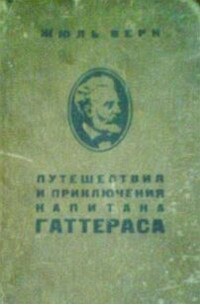 ЖЮЛЬ ВЕРН
ПУТЕШЕСТВИЯ
И ПРИКЛЮЧЕНИЯ
КАПИТАНА
ГАТТЕРАСА